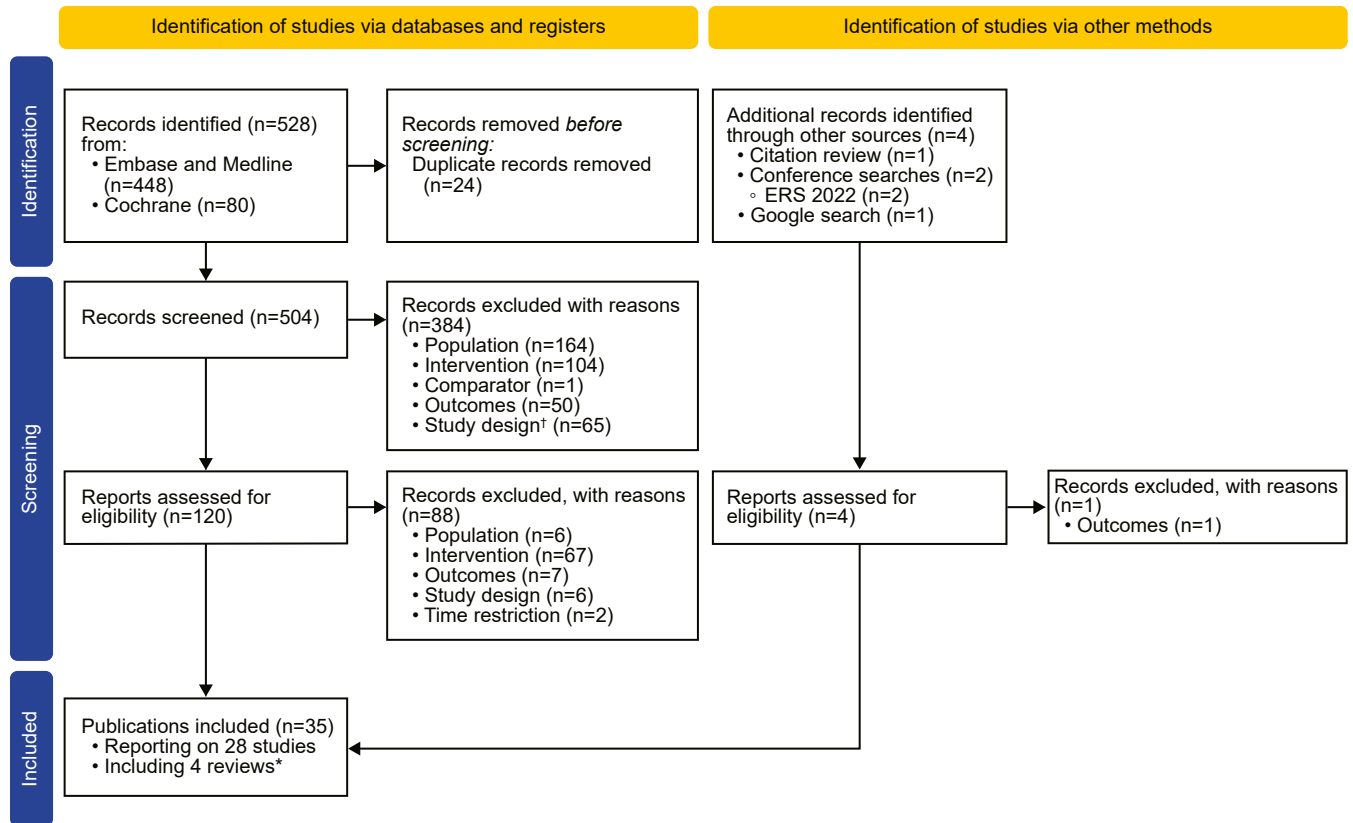 Identification of studies via databases and registers
Identification of studies via other methods
Identification
Records identified (n=528)
from:
• Embase and Medline
(n=448)
• Cochrane (n=80)
Records removed before
screening:
Duplicate records removed
(n=24)
Additional records identified
through other sources (n=4)
• Citation review (n=1)
• Conference searches (n=2)
◦ ERS 2022 (n=2)
• Google search (n=1)
Screening
Records screened (n=504)
Records excluded with reasons
(n=384)
• Population (n=164)
• Intervention (n=104)
• Comparator (n=1)
• Outcomes (n=50)
• Study design† (n=65)
Reports assessed for
eligibility (n=120)
Records excluded, with reasons
(n=88)
• Population (n=6)
• Intervention (n=67)
• Outcomes (n=7)
• Study design (n=6)
• Time restriction (n=2)
Reports assessed for
eligibility (n=4)
Records excluded, with reasons
(n=1)
• Outcomes (n=1)
Included
Publications included (n=35)
• Reporting on 28 studies
• Including 4 reviews*